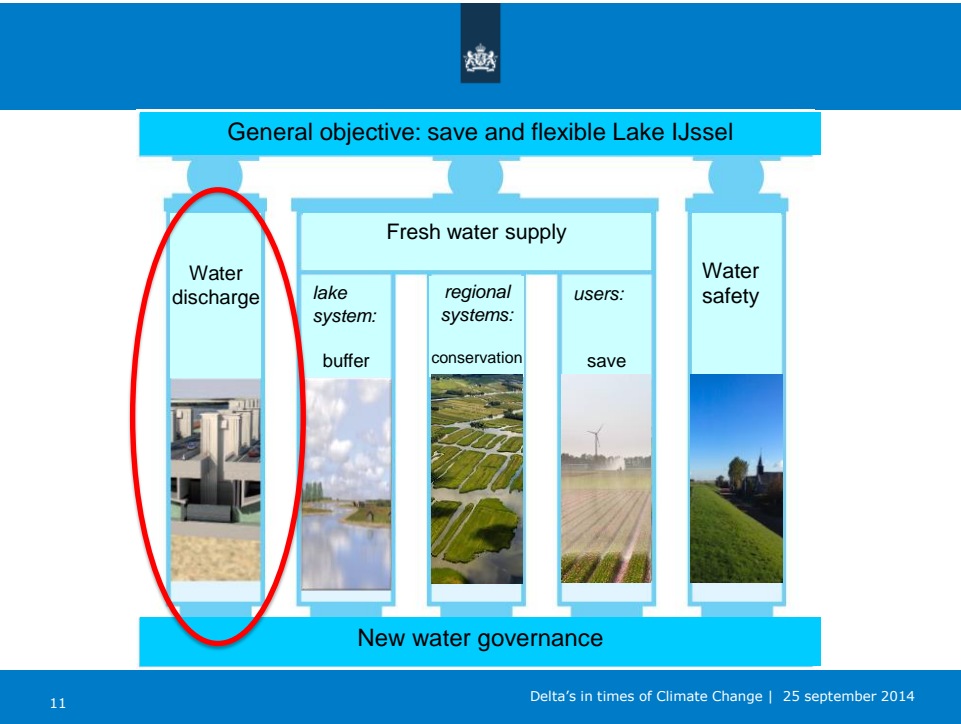 General objective: save and flexible Lake IJssel
Water
discharge
Fresh water supply
lake
system:
buffer
regional
systems:
conservation
users:
save
Water
safety
New water governance
11
Delta's in times of Climate Change | 25 september 2014